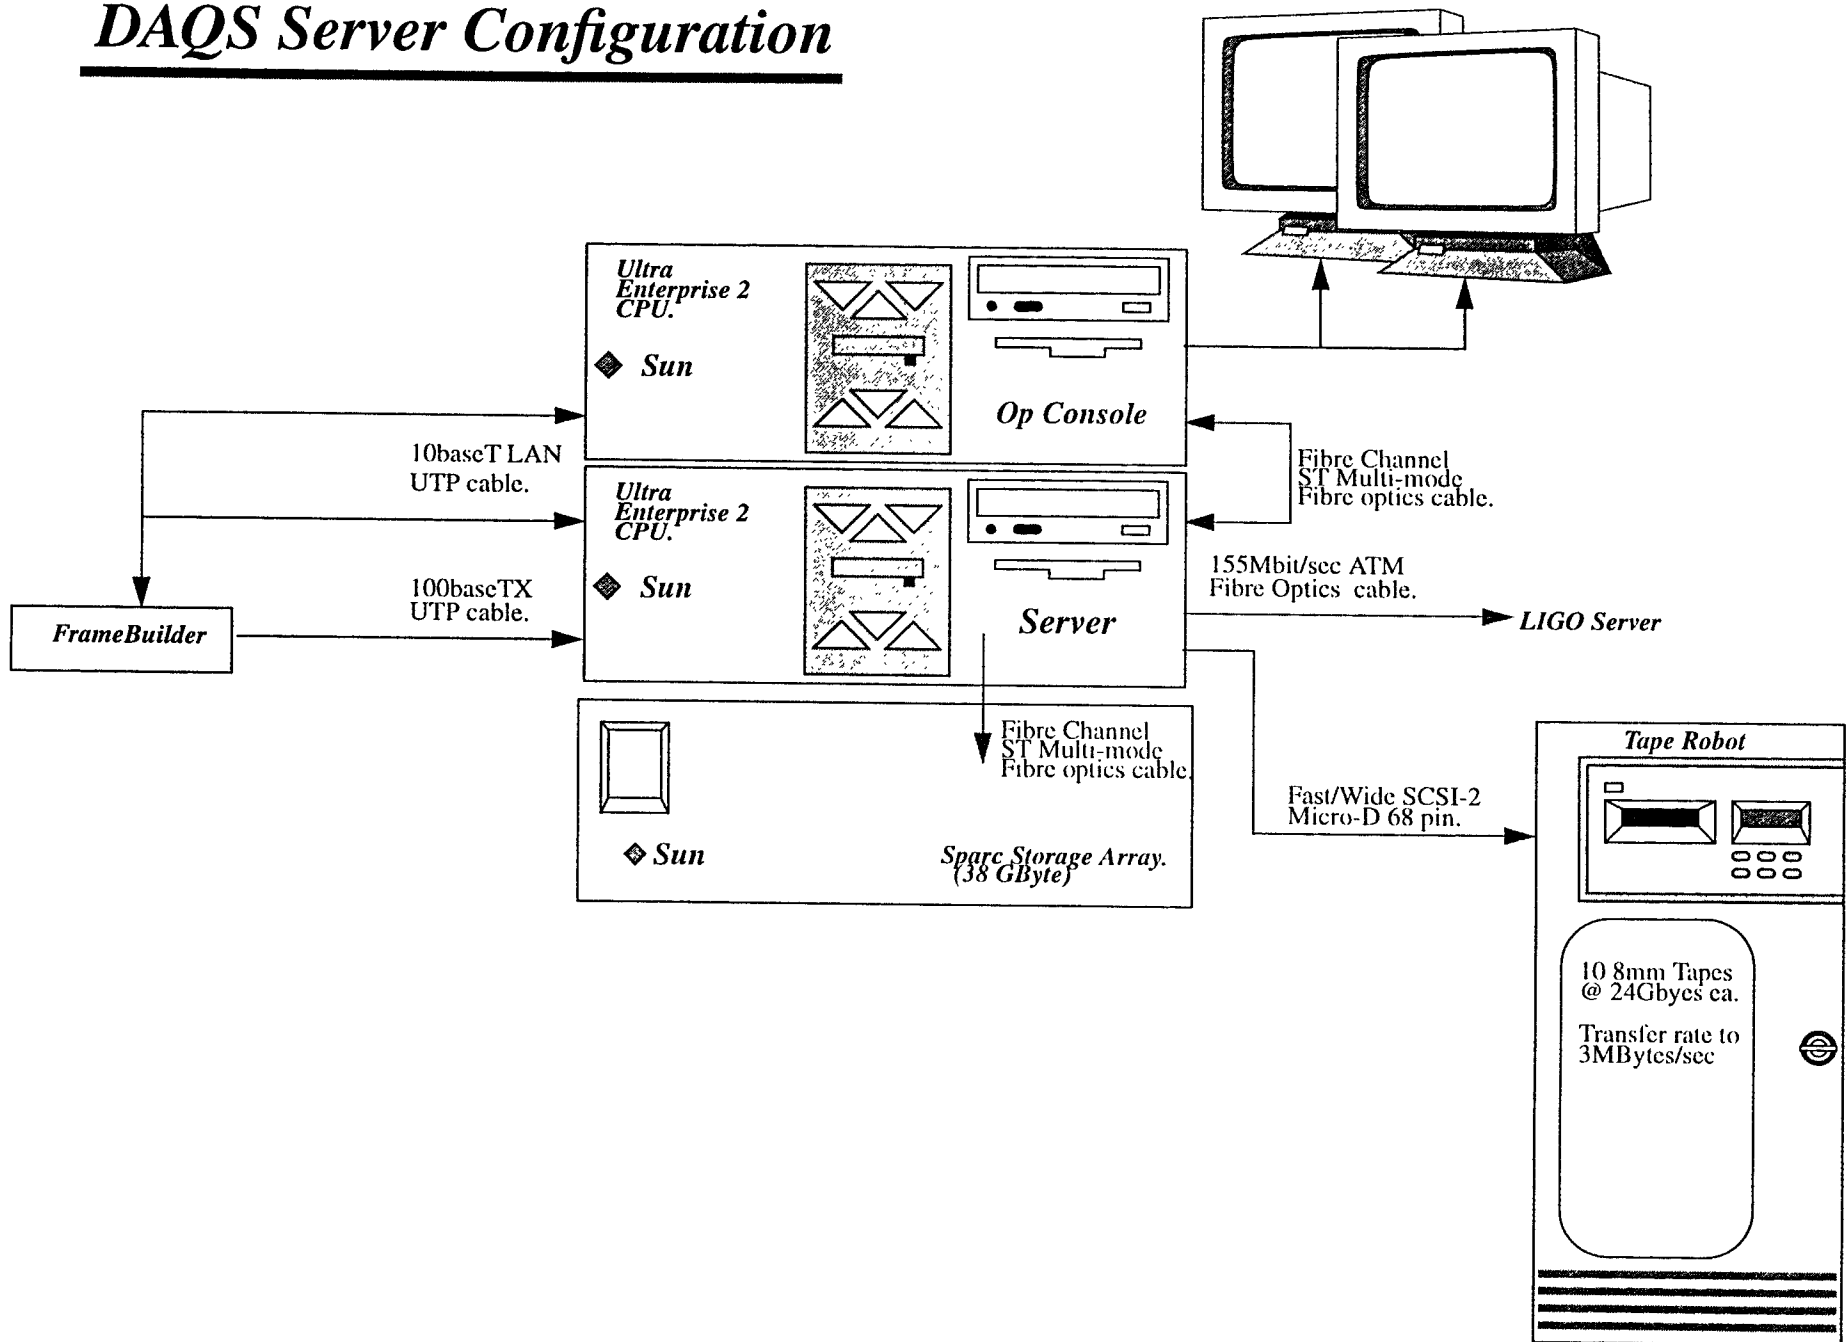 DAQS Server Configuration
Ultra
Enterprise 2
CPU.
Sun
Op Console
10baseT LAN
UTP cable.
Fibre Channel
ST Multi-mode
Fibre optics cable.
Ultra
Enterprise 2
CPU.
Sun
Server
100baseTX
UTP cable.
FrameBuilder
155Mbit/sec ATM
Fibre Optics cable.
LIGO Server
Fibre Channel
ST Multi-mode
Fibre optics cable.
Sun
Sparc Storage Array.
(38 GByte)
Fast/Wide SCSI-2
Micro-D 68 pin.
Tape Robot
10 8mm Tapes
@ 24Gbyes ea.
Transfer rate to
3MBytes/sec